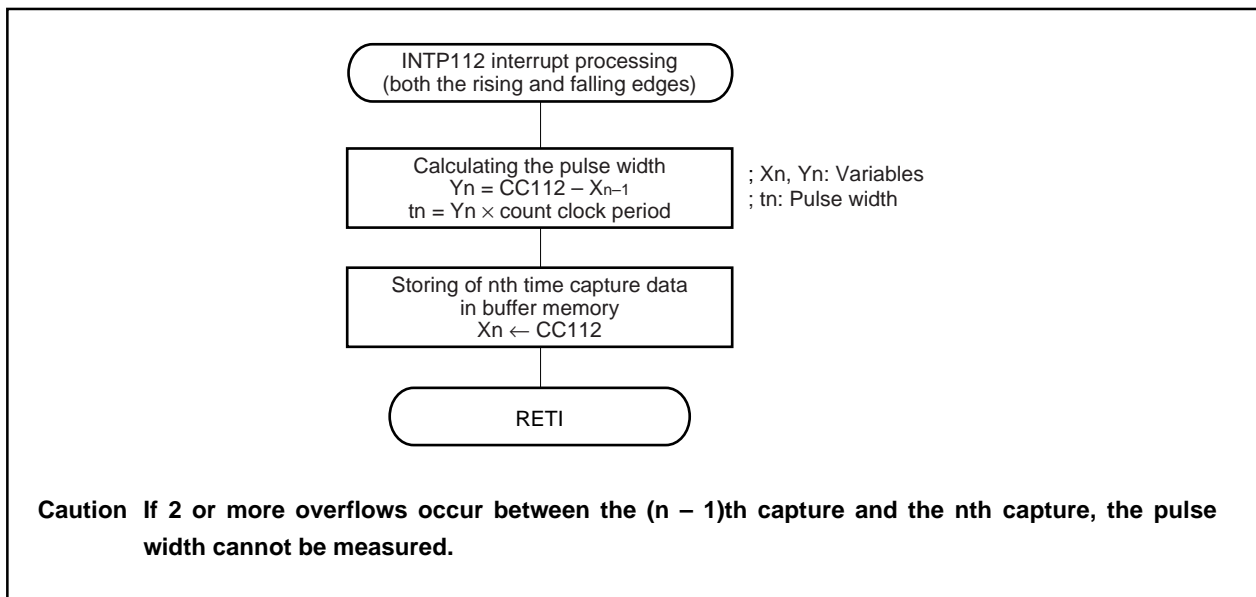 INTP112 interrupt processing
(both the rising and falling edges)
Calculating the pulse width
Yn = CC112 – Xn–1
tn = Yn × count clock period
; Xn, Yn: Variables
; tn: Pulse width
Storing of nth time capture data
in buffer memory
Xn ← CC112
RETI
Caution If 2 or more overflows occur between the (n – 1)th capture and the nth capture, the pulse
width cannot be measured.